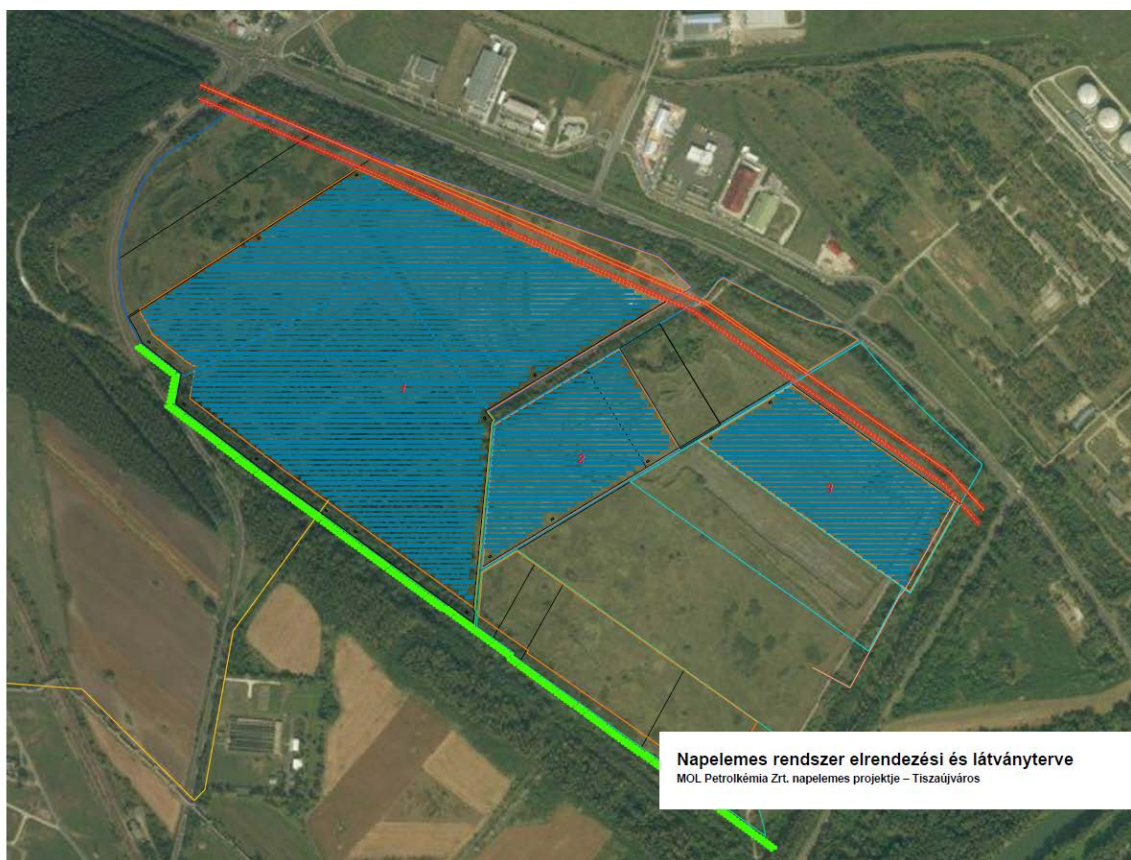 1
2
3
Napelemes rendszer elrendezési és látványterve
MOL Petrolkémia Zrt. napelemes projektje – Tiszaújváros